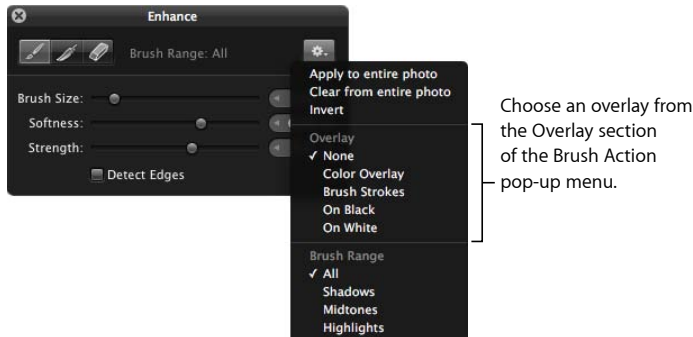 Enhance
Brush Range: All
Brush Size:
Softness:
Strength:
Detect Edges
Apply to entire photo
Clear from entire photo
Invert
Overlay
✓ None
Color Overlay
Brush Strokes
On Black
On White
Brush Range
✓ All
Shadows
Midtones
Highlights
Choose an overlay from
the Overlay section
of the Brush Action
pop-up menu.